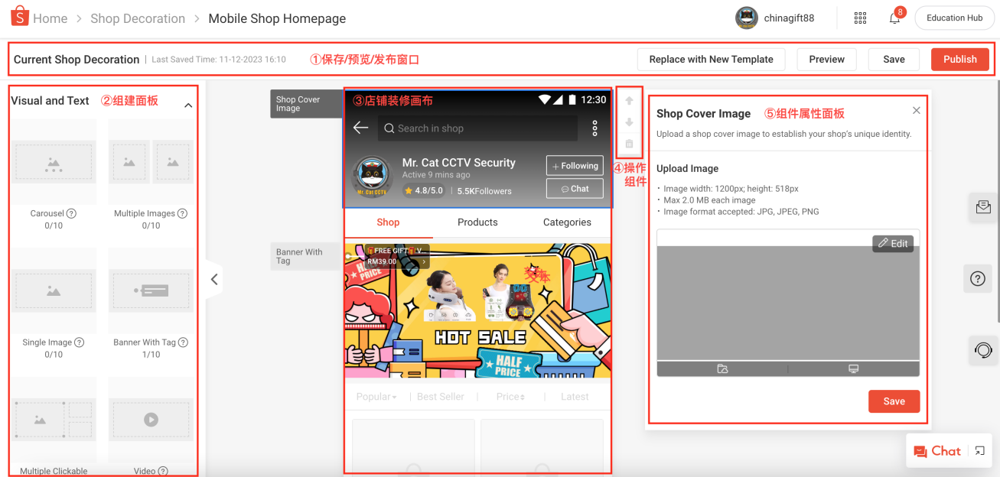 Home > Shop Decoration > Mobile Shop Homepage
chinagift88
8
Education Hub
Current Shop Decoration | Last Saved Time: 11-12-2023 16:10
①保存/预览/发布窗口
Replace with New Template
Preview
Save
Publish
Visual and Text
②组建面板
Carousel ?
0/10
Multiple Images ?
0/10
Single Image ?
0/10
Banner With Tag ?
1/10
Multiple Clickable
Video ?
Shop Cover
Image
Banner With
Tag
③店铺装修画布
12:30
Search in shop
Mr. Cat CCTV
Mr. Cat CCTV Security
Active 9 mins ago
4.8/5.0 | 5.5KFollowers
+ Following
Chat
Shop
Products
Categories
FREE GIFT V...
RM39.00 >
HALF
PRICE
文本
HOT SALE
HALF
PRICE
Popular | Best Seller | Price | Latest
④操作
组件
Shop Cover Image
⑤组件属性面板
Upload a shop cover image to establish your shop's unique identity.
Upload Image
· Image width: 1200px; height: 518px
· Max 2.0 MB each image
· Image format accepted: JPG, JPEG, PNG
Edit
Save
Chat